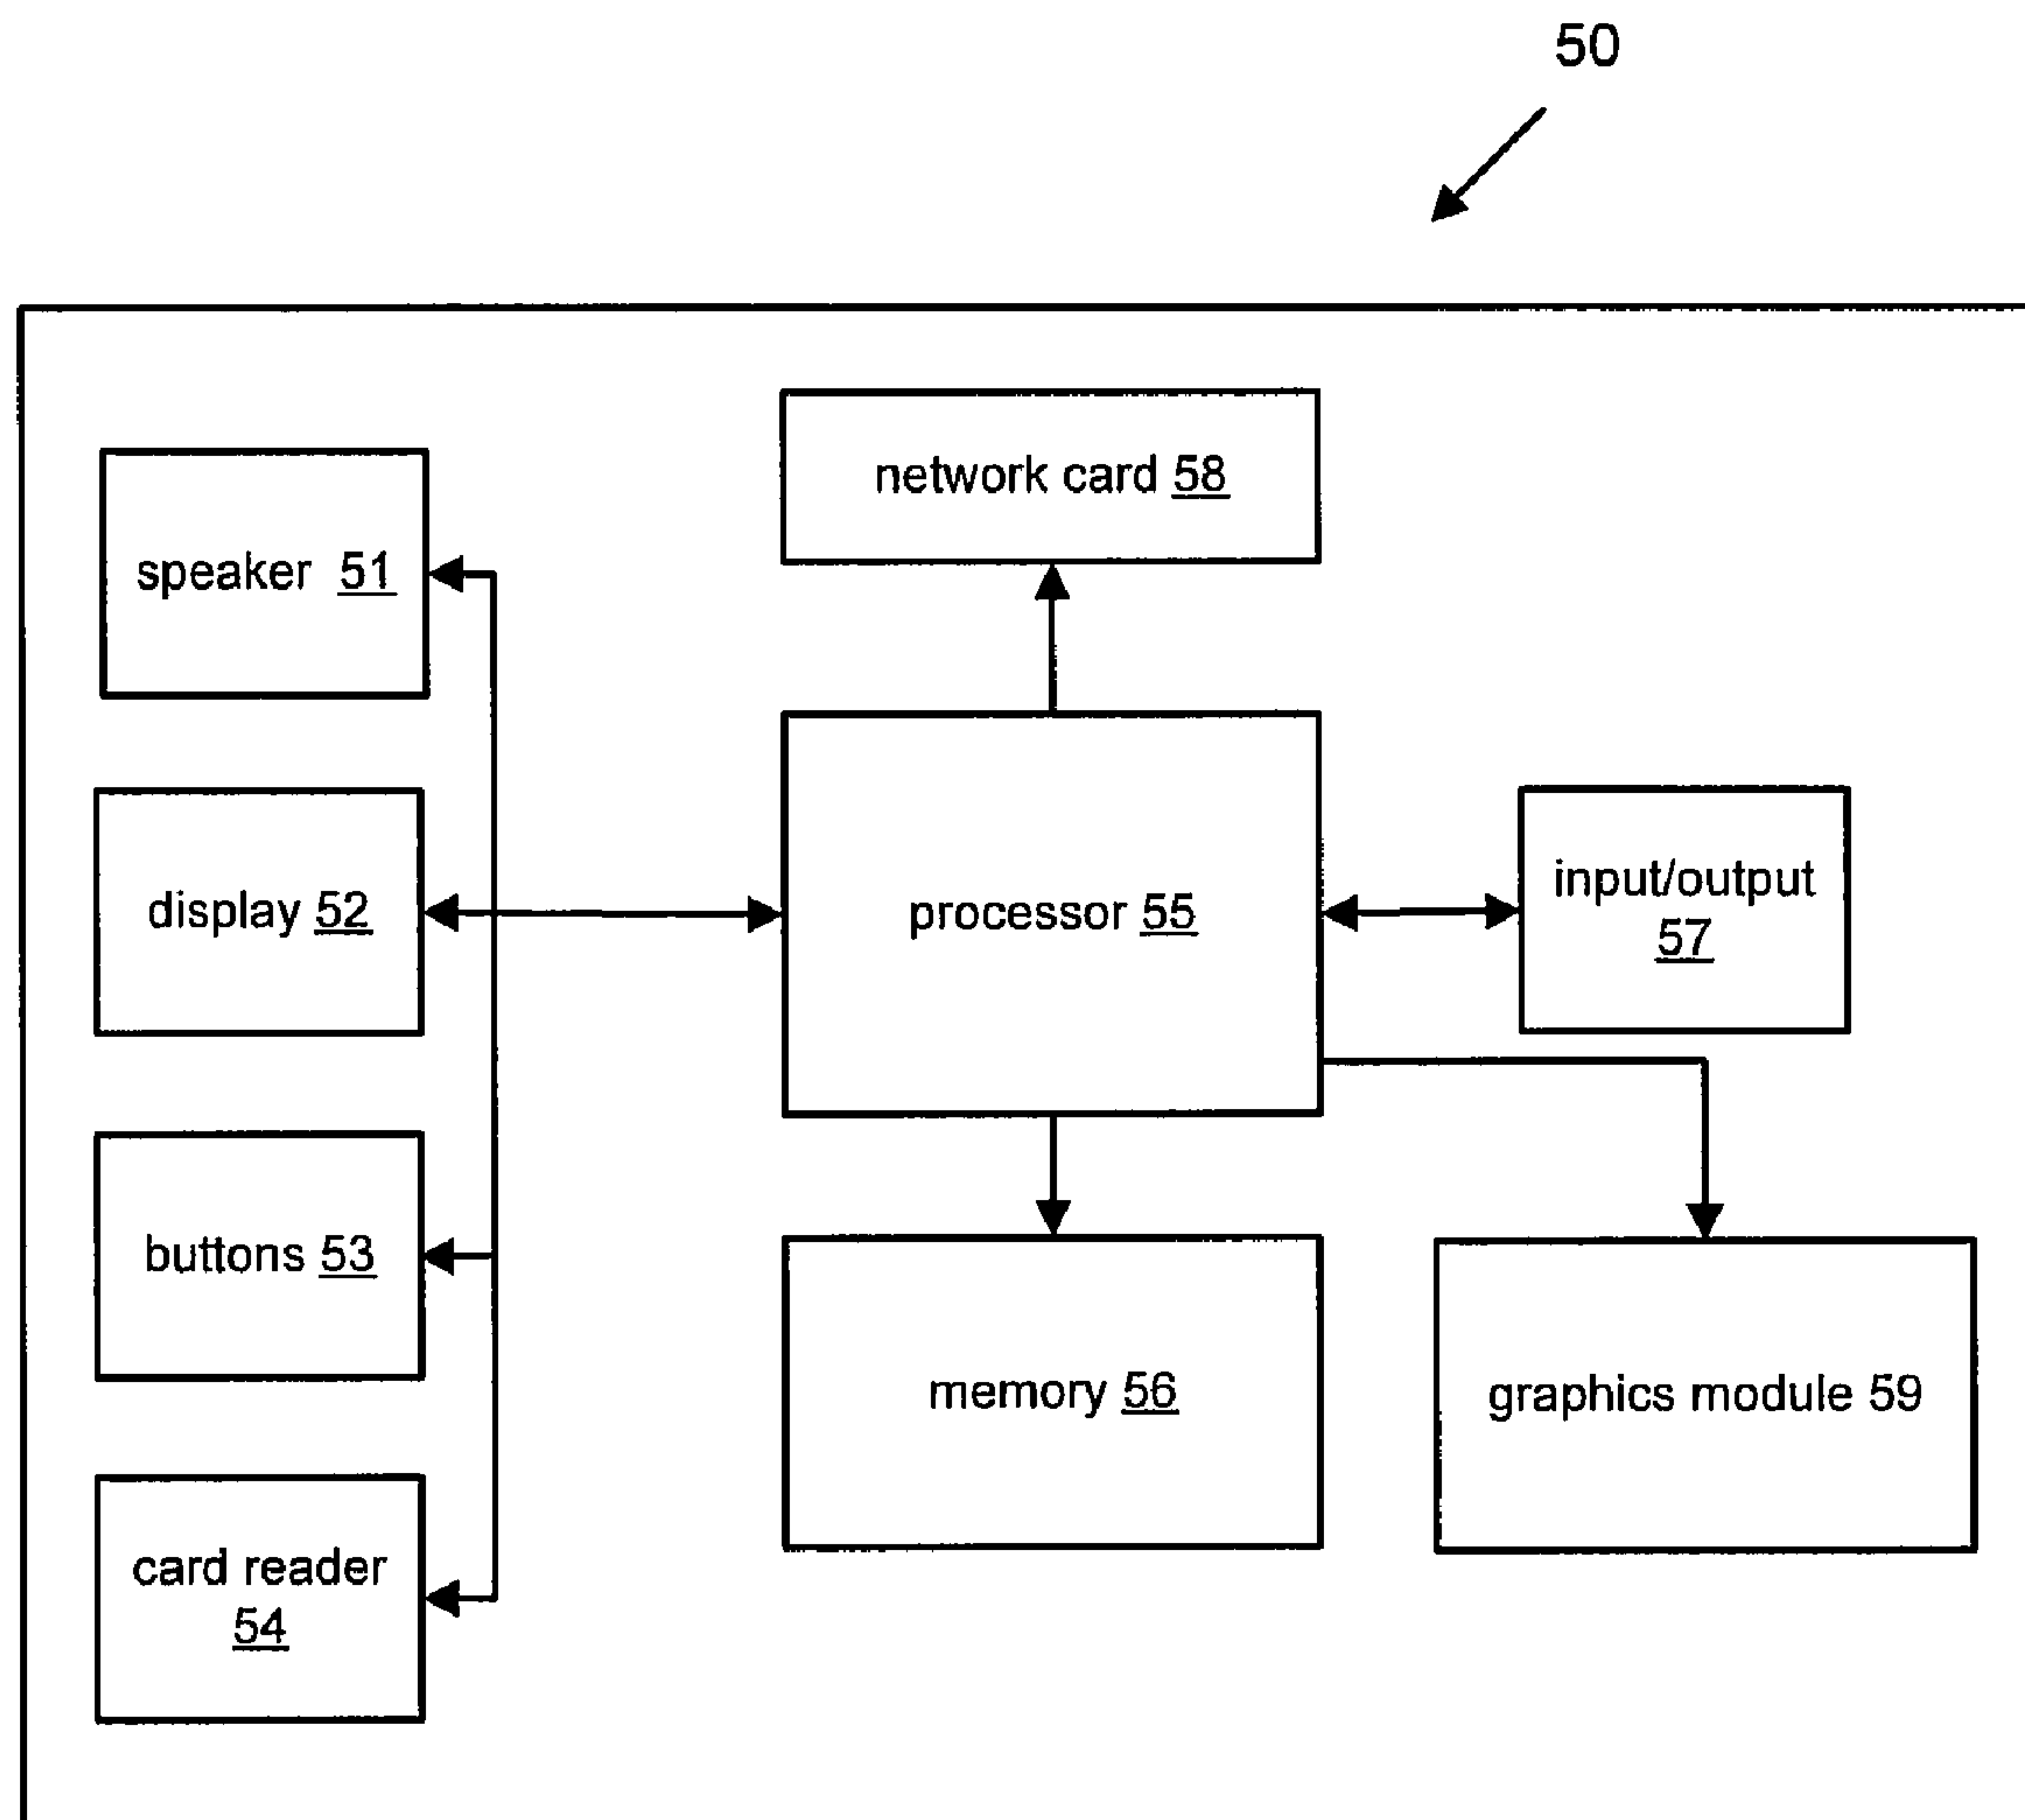 50
network card 58
speaker 51
display 52
processor 55
input/output
57
buttons 53
memory 56
graphics module 59
card reader
54